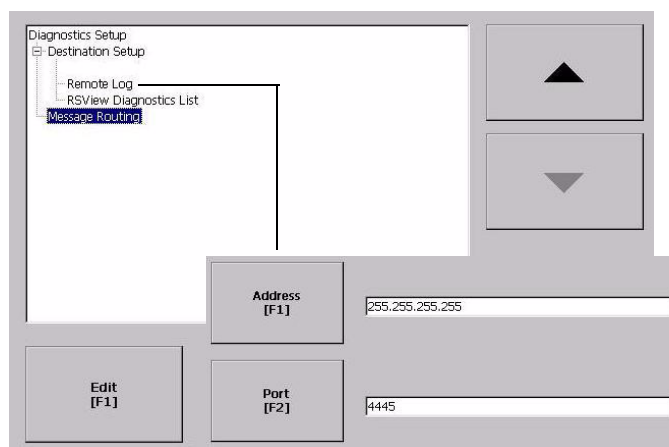 Diagnostics Setup
Destination Setup
Remote Log
RSView Diagnostics List
Message Routing
Address
[F1]
255.255.255.255
Edit
[F1]
Port
[F2]
4445